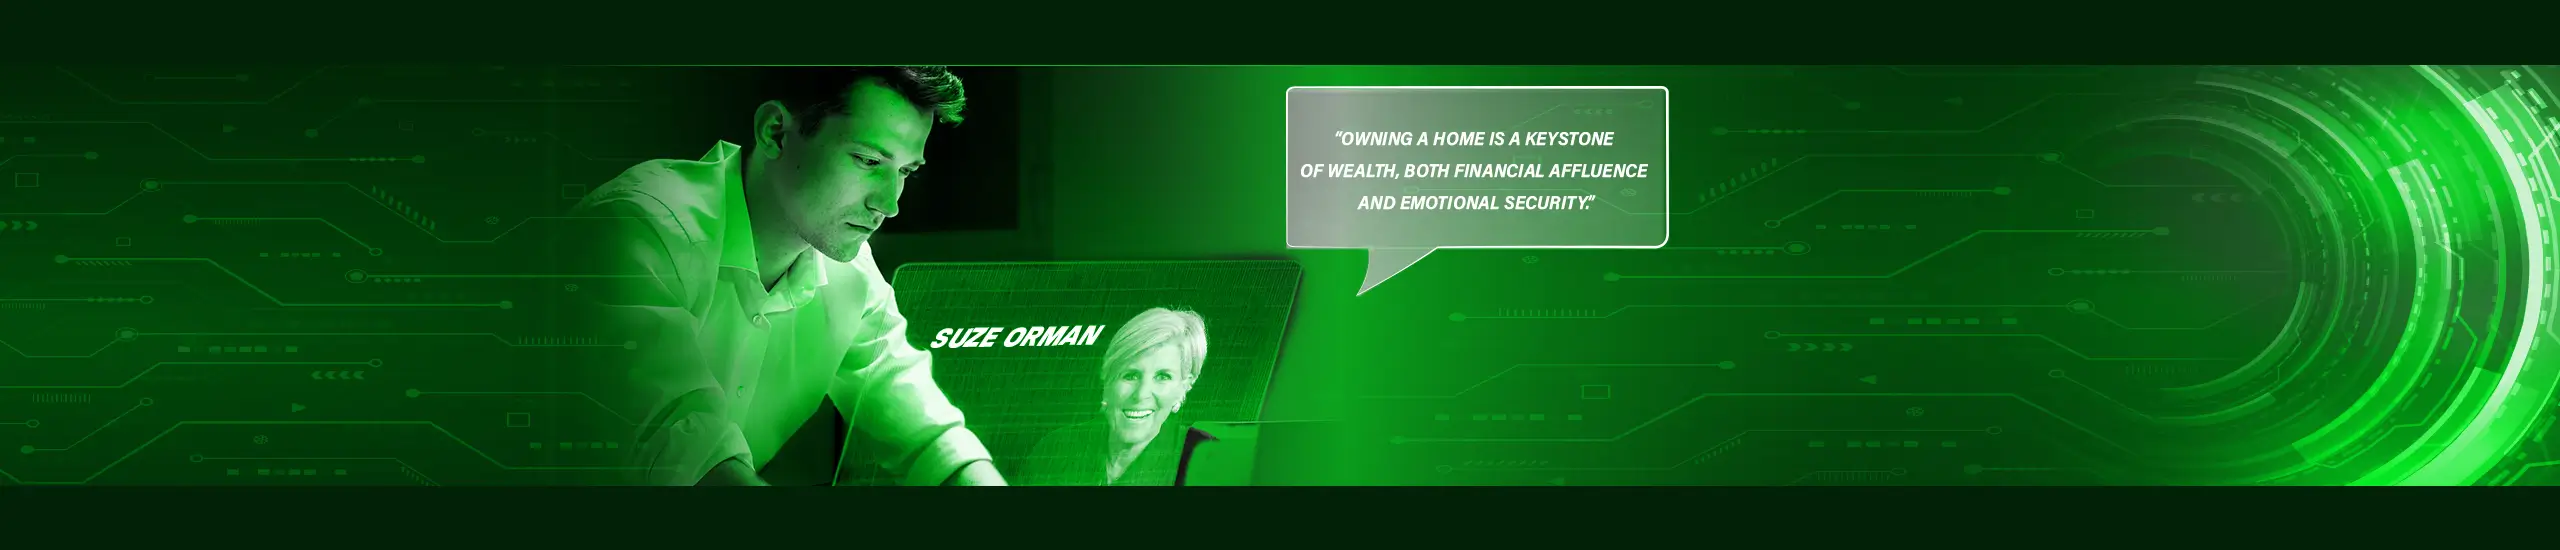 “OWNING A HOME IS A KEYSTONE
OF WEALTH, BOTH FINANCIAL AFFLUENCE
AND EMOTIONAL SECURITY.”
SUZE ORMAN